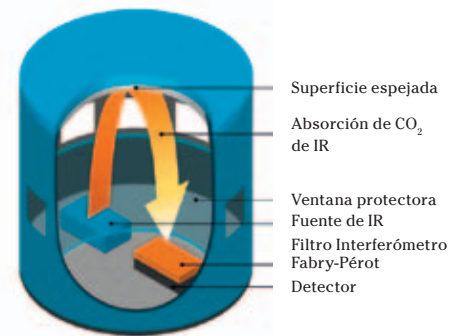 Superficie espejada
Absorción de CO₂
de IR
Ventana protectora
Fuente de IR
Filtro Interferómetro
Fabry-Pérot
Detector